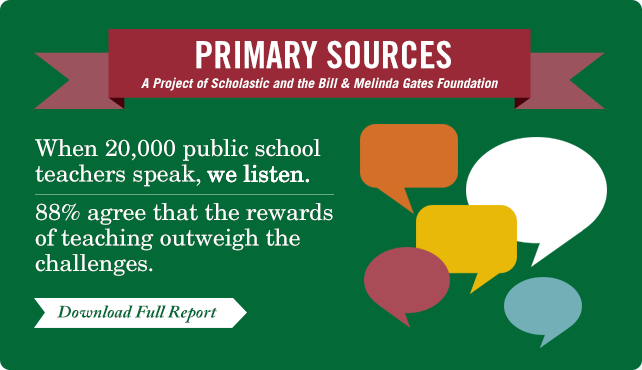 PRIMARY SOURCES
A Project of Scholastic and the Bill & Melinda Gates Foundation
When 20,000 public school
teachers speak, we listen.
88% agree that the rewards
of teaching outweigh the
challenges.
Download Full Report